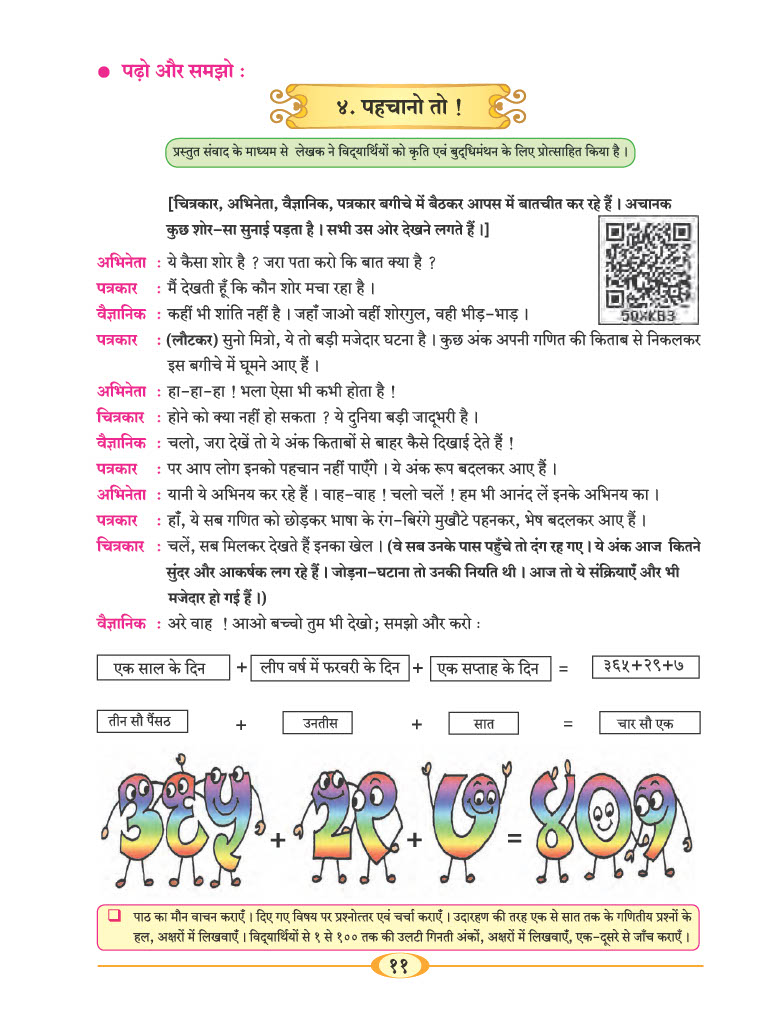 ● पढ़ो और समझो :
४. पहचानो तो !
प्रस्तुत संवाद के माध्यम से लेखक ने विद्यार्थियों को कृति एवं बुद्धिमंथन के लिए प्रोत्साहित किया है ।
[चित्रकार, अभिनेता, वैज्ञानिक, पत्रकार बगीचे में बैठकर आपस में बातचीत कर रहे हैं । अचानक
कुछ शोर-सा सुनाई पड़ता है । सभी उस ओर देखने लगते हैं ।]
5QXKB3
अभिनेता : ये कैसा शोर है ? जरा पता करो कि बात क्या है ?
पत्रकार : मैं देखती हूँ कि कौन शोर मचा रहा है ।
वैज्ञानिक : कहीं भी शांति नहीं है । जहाँ जाओ वहीं शोरगुल, वही भीड़-भाड़ ।
पत्रकार : (लौटकर) सुनो मित्रो, ये तो बड़ी मजेदार घटना है । कुछ अंक अपनी गणित की किताब से निकलकर
इस बगीचे में घूमने आए हैं ।
अभिनेता : हा-हा-हा ! भला ऐसा भी कभी होता है !
चित्रकार : होने को क्या नहीं हो सकता ? ये दुनिया बड़ी जादूभरी है ।
वैज्ञानिक : चलो, जरा देखें तो ये अंक किताबों से बाहर कैसे दिखाई देते हैं !
पत्रकार : पर आप लोग इनको पहचान नहीं पाएँगे । ये अंक रूप बदलकर आए हैं ।
अभिनेता : यानी ये अभिनय कर रहे हैं । वाह-वाह ! चलो चलें ! हम भी आनंद लें इनके अभिनय का ।
पत्रकार : हाँ, ये सब गणित को छोड़कर भाषा के रंग-बिरंगे मुखौटे पहनकर, भेष बदलकर आए हैं ।
चित्रकार : चलें, सब मिलकर देखते हैं इनका खेल । (वे सब उनके पास पहुँचे तो दंग रह गए । ये अंक आज कितने
सुंदर और आकर्षक लग रहे हैं । जोड़ना-घटाना तो उनकी नियति थी । आज तो ये संक्रियाएँ और भी
मजेदार हो गई हैं ।)
वैज्ञानिक : अरे वाह ! आओ बच्चो तुम भी देखो; समझो और करो :
एक साल के दिन + लीप वर्ष में फरवरी के दिन + एक सप्ताह के दिन = ३६५+२९+७
तीन सौ पैंसठ + उनतीस + सात = चार सौ एक
३६५ + २९ + ७ = ४०१
❑ पाठ का मौन वाचन कराएँ । दिए गए विषय पर प्रश्नोत्तर एवं चर्चा कराएँ । उदारहण की तरह एक से सात तक के गणितीय प्रश्नों के
हल, अक्षरों में लिखवाएँ । विद्यार्थियों से १ से १०० तक की उलटी गिनती अंकों, अक्षरों में लिखवाएँ, एक-दूसरे से जाँच कराएँ ।
११